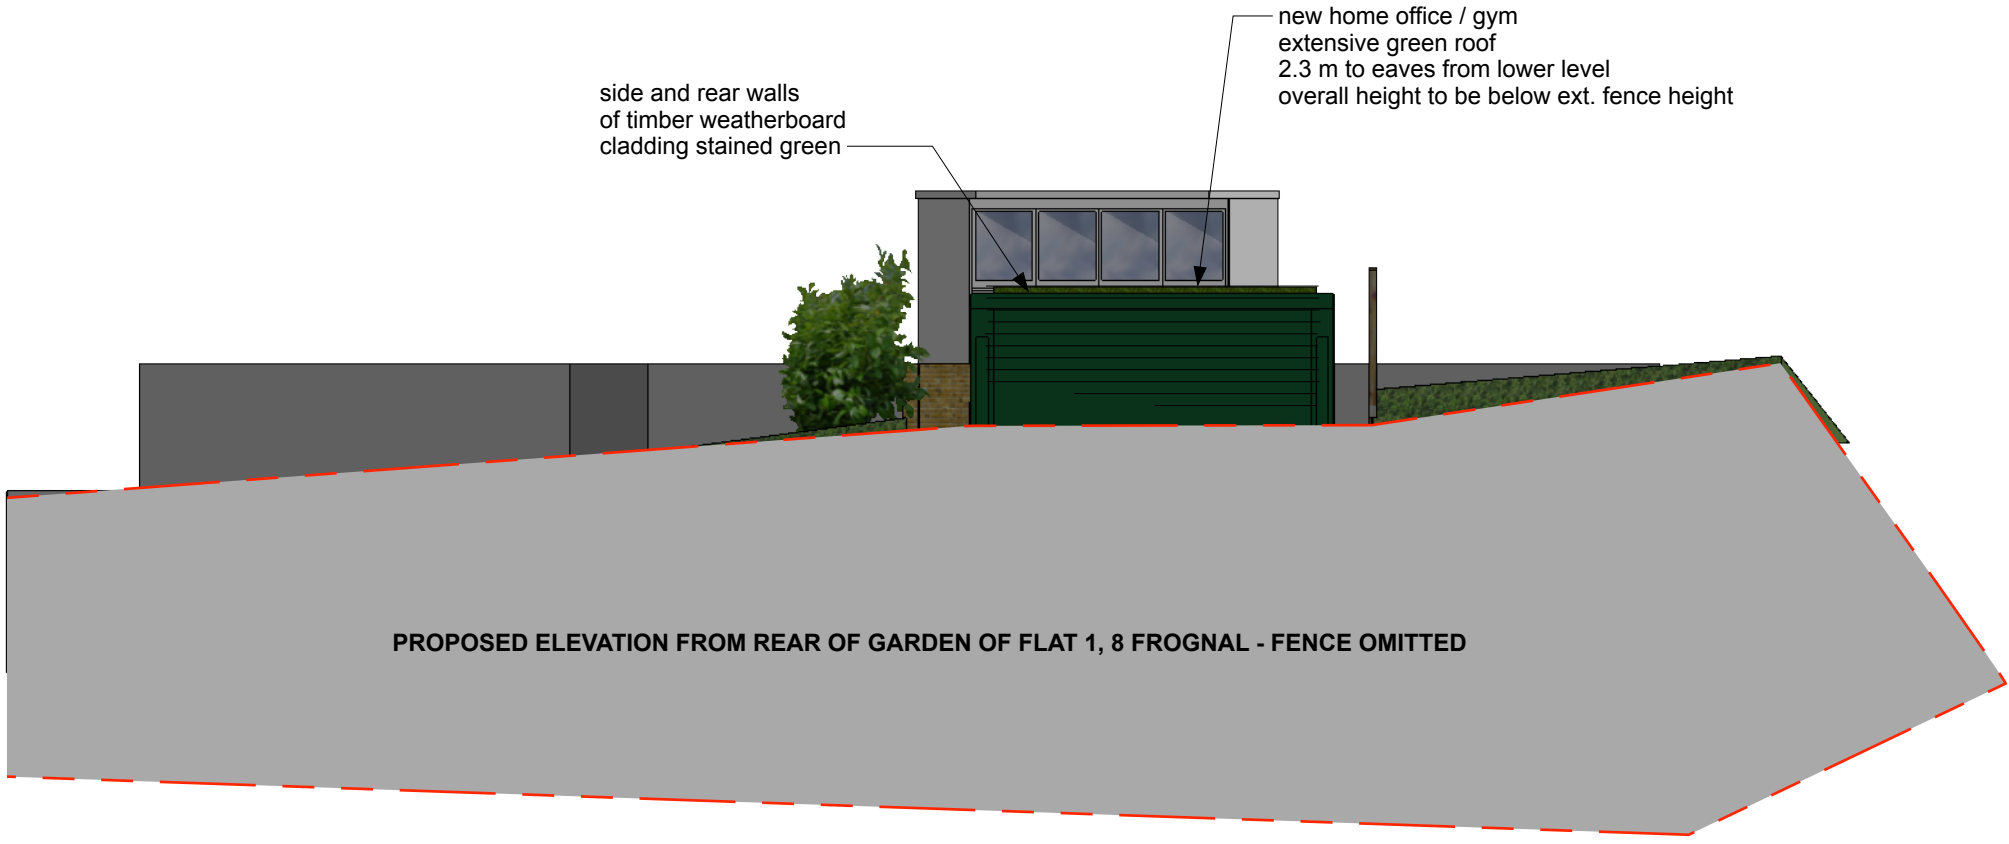 new home office / gym
extensive green roof
2.3 m to eaves from lower level
overall height to be below ext. fence height
side and rear walls
of timber weatherboard
cladding stained green
PROPOSED ELEVATION FROM REAR OF GARDEN OF FLAT 1, 8 FROGNAL - FENCE OMITTED